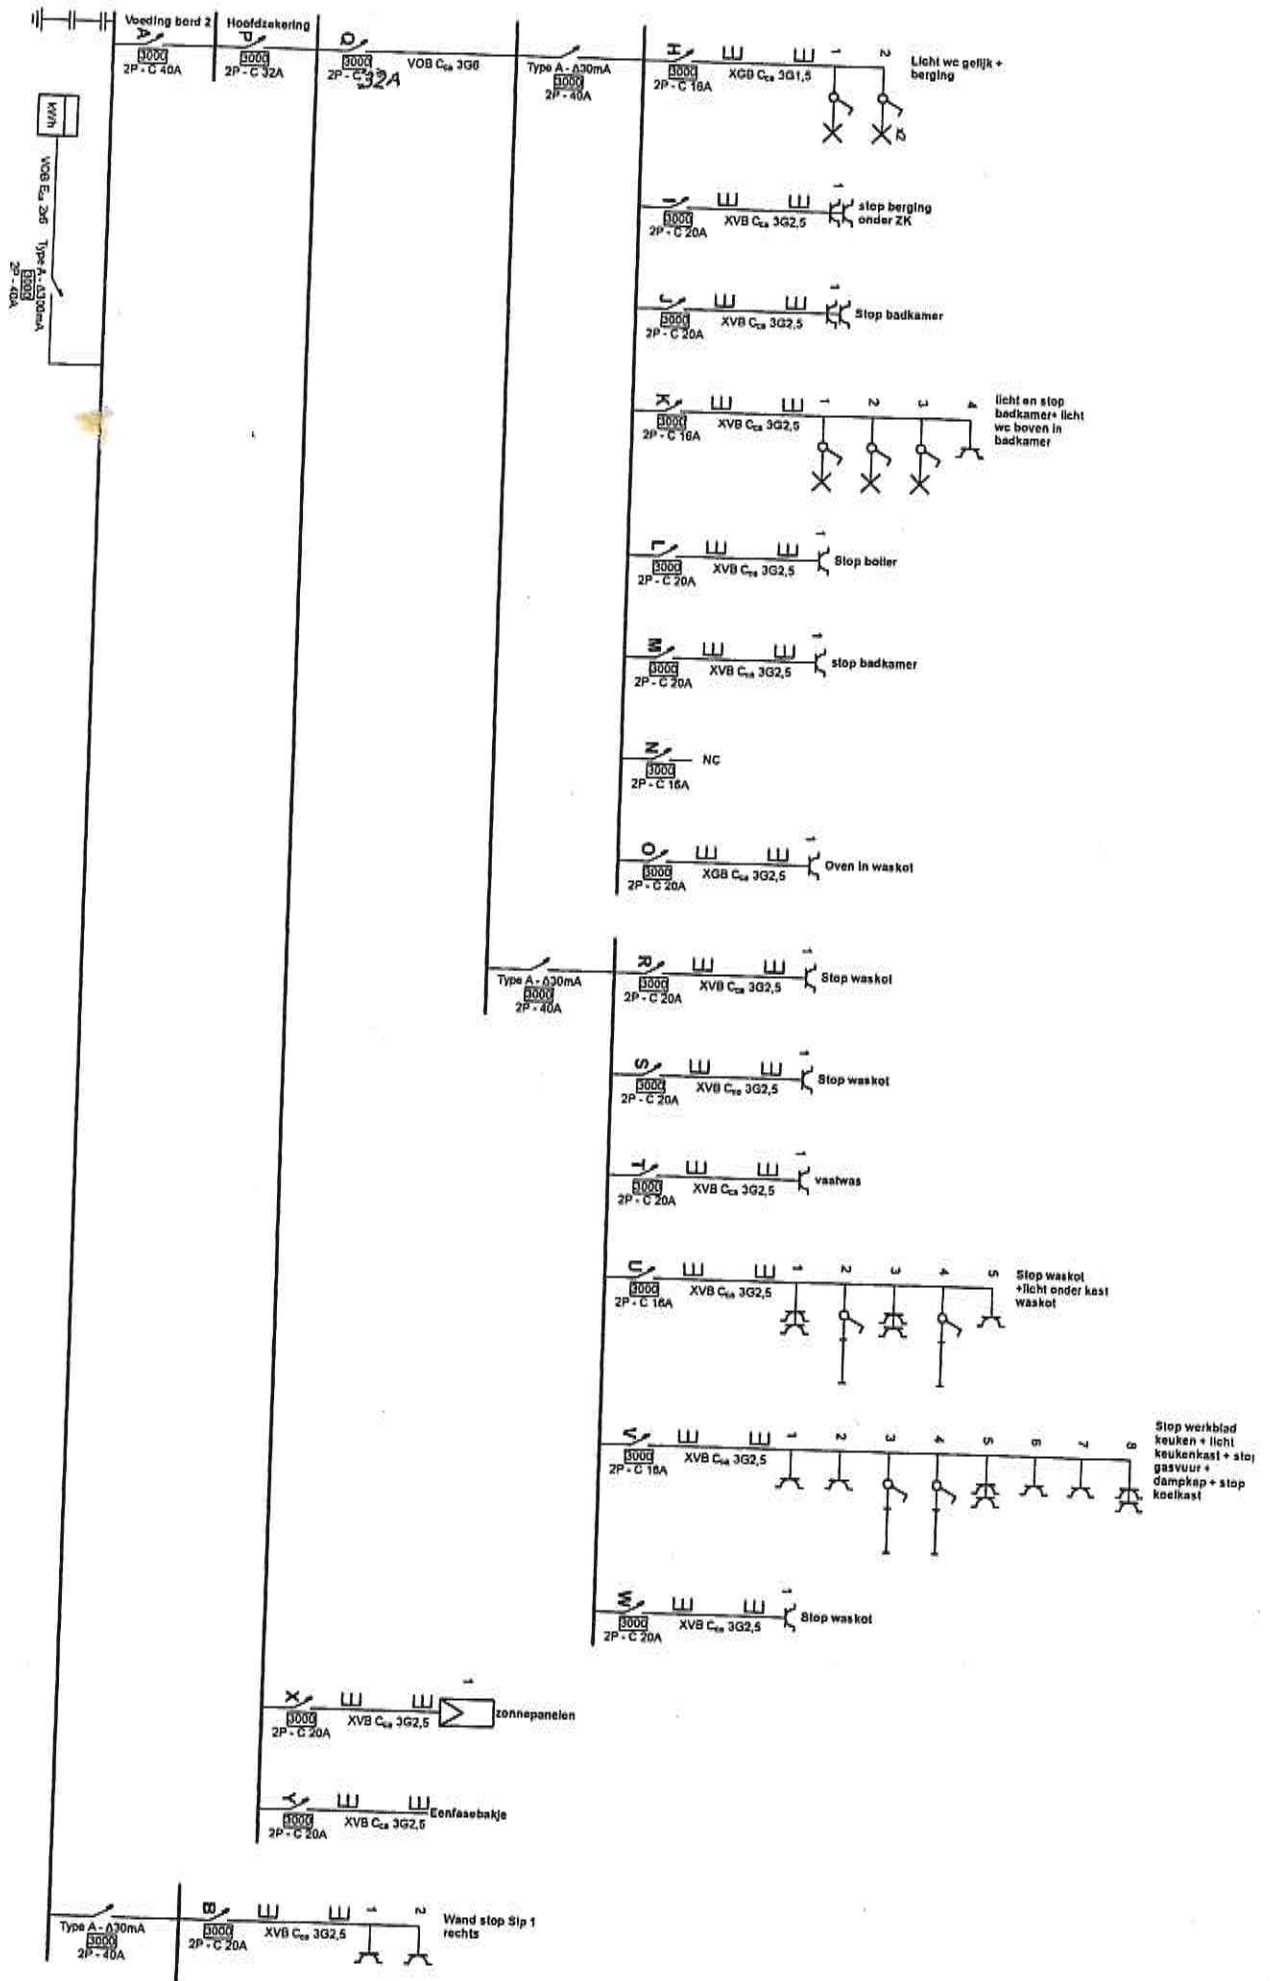 Voeding bord 2
A
3000
2P - C 40A
Hoofdzekering
P
3000
2P - C 32A
Q
3000
2P - C 32A
VOB Cca 3G6
Type A - Δ30mA
3000
2P - 40A
H
3000
2P - C 16A
XGB Cca 3G1,5
1
2
x2
Licht wc gelijk +
berging
kWh
VOB Eca 2x6
Type A - Δ300mA
3000
2P - 40A
I
3000
2P - C 20A
XVB Cca 3G2,5
1
stop berging
onder ZK
J
3000
2P - C 20A
XVB Cca 3G2,5
1
Stop badkamer
K
3000
2P - C 16A
XVB Cca 3G2,5
1
2
3
4
licht en stop
badkamer+ licht
wc boven in
badkamer
L
3000
2P - C 20A
XVB Cca 3G2,5
1
Stop boiler
M
3000
2P - C 20A
XVB Cca 3G2,5
1
stop badkamer
N
3000
2P - C 16A
NC
O
3000
2P - C 20A
XGB Cca 3G2,5
1
Oven in waskot
Type A - Δ30mA
3000
2P - 40A
R
3000
2P - C 20A
XVB Cca 3G2,5
1
Stop waskot
S
3000
2P - C 20A
XVB Cca 3G2,5
1
Stop waskot
T
3000
2P - C 20A
XVB Cca 3G2,5
1
vaatwas
U
3000
2P - C 16A
XVB Cca 3G2,5
1
2
3
4
5
Stop waskot
+licht onder kast
waskot
V
3000
2P - C 16A
XVB Cca 3G2,5
1
2
3
4
5
6
7
8
Stop werkblad
keuken + licht
keukenkast + stop
gasvuur +
dampkap + stop
koelkast
W
3000
2P - C 20A
XVB Cca 3G2,5
1
Stop waskot
X
3000
2P - C 20A
XVB Cca 3G2,5
1
zonnepanelen
Y
3000
2P - C 20A
XVB Cca 3G2,5
Eenfasebakje
Type A - Δ30mA
3000
2P - 40A
B
3000
2P - C 20A
XVB Cca 3G2,5
1
2
Wand stop Slp 1
rechts